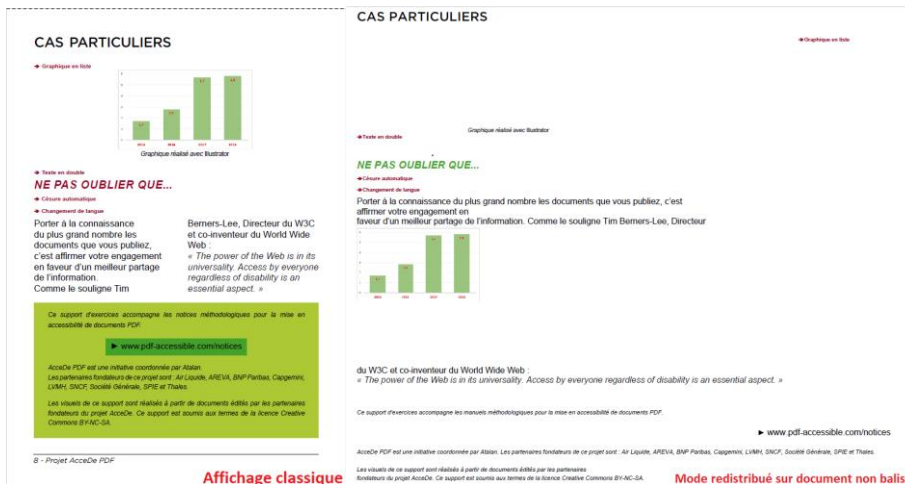 CAS PARTICULIERS
➔ Graphique en liste
2015 2016 2017 2018
Graphique réalisé avec Illustrator
➔ Texte en double
NE PAS OUBLIER QUE...
➔ Césure automatique
➔ Changement de langue
Porter à la connaissance
du plus grand nombre les
documents que vous publiez,
c'est affirmer votre engagement
en faveur d'un meilleur partage
de l'information.
Comme le souligne Tim
Berners-Lee, Directeur du W3C
et co-inventeur du World Wide
Web :
« The power of the Web is in its
universality. Access by everyone
regardless of disability is an
essential aspect. »
Ce support d'exercices accompagne les notices méthodologiques pour la mise en
accessibilité de documents PDF.
► www.pdf-accessible.com/notices
AcceDe PDF est une initiative coordonnée par Atalan.
Les partenaires fondateurs de ce projet sont : Air Liquide, AREVA, BNP Paribas, Capgemini,
LVMH, SNCF, Société Générale, SPIE et Thales.
Les visuels de ce support sont réalisés à partir de documents édités par les partenaires
fondateurs du projet AcceDe. Ce support est soumis aux termes de la licence Creative
Commons BY-NC-SA.
8 - Projet AcceDe PDF
Affichage classique
CAS PARTICULIERS
➔ Graphique en liste
Graphique réalisé avec Illustrator
➔ Texte en double
NE PAS OUBLIER QUE...
➔ Césure automatique
➔ Changement de langue
Porter à la connaissance du plus grand nombre les documents que vous publiez, c'est
affirmer votre engagement en
faveur d'un meilleur partage de l'information. Comme le souligne Tim Berners-Lee, Directeur
2015 2016 2017 2018
du W3C et co-inventeur du World Wide Web :
« The power of the Web is in its universality. Access by everyone regardless of disability is an essential aspect. »
Ce support d'exercices accompagne les manuels méthodologiques pour la mise en accessibilité de documents PDF.
► www.pdf-accessible.com/notices
AcceDe PDF est une initiative coordonnée par Atalan. Les partenaires fondateurs de ce projet sont : Air Liquide, AREVA, BNP Paribas, Capgemini, LVMH, SNCF, Société Générale, SPIE et Thales.
Les visuels de ce support sont réalisés à partir de documents édités par les partenaires
fondateurs du projet AcceDe. Ce support est soumis aux termes de la licence Creative Commons BY-NC-SA.
Mode redistribué sur document non balis